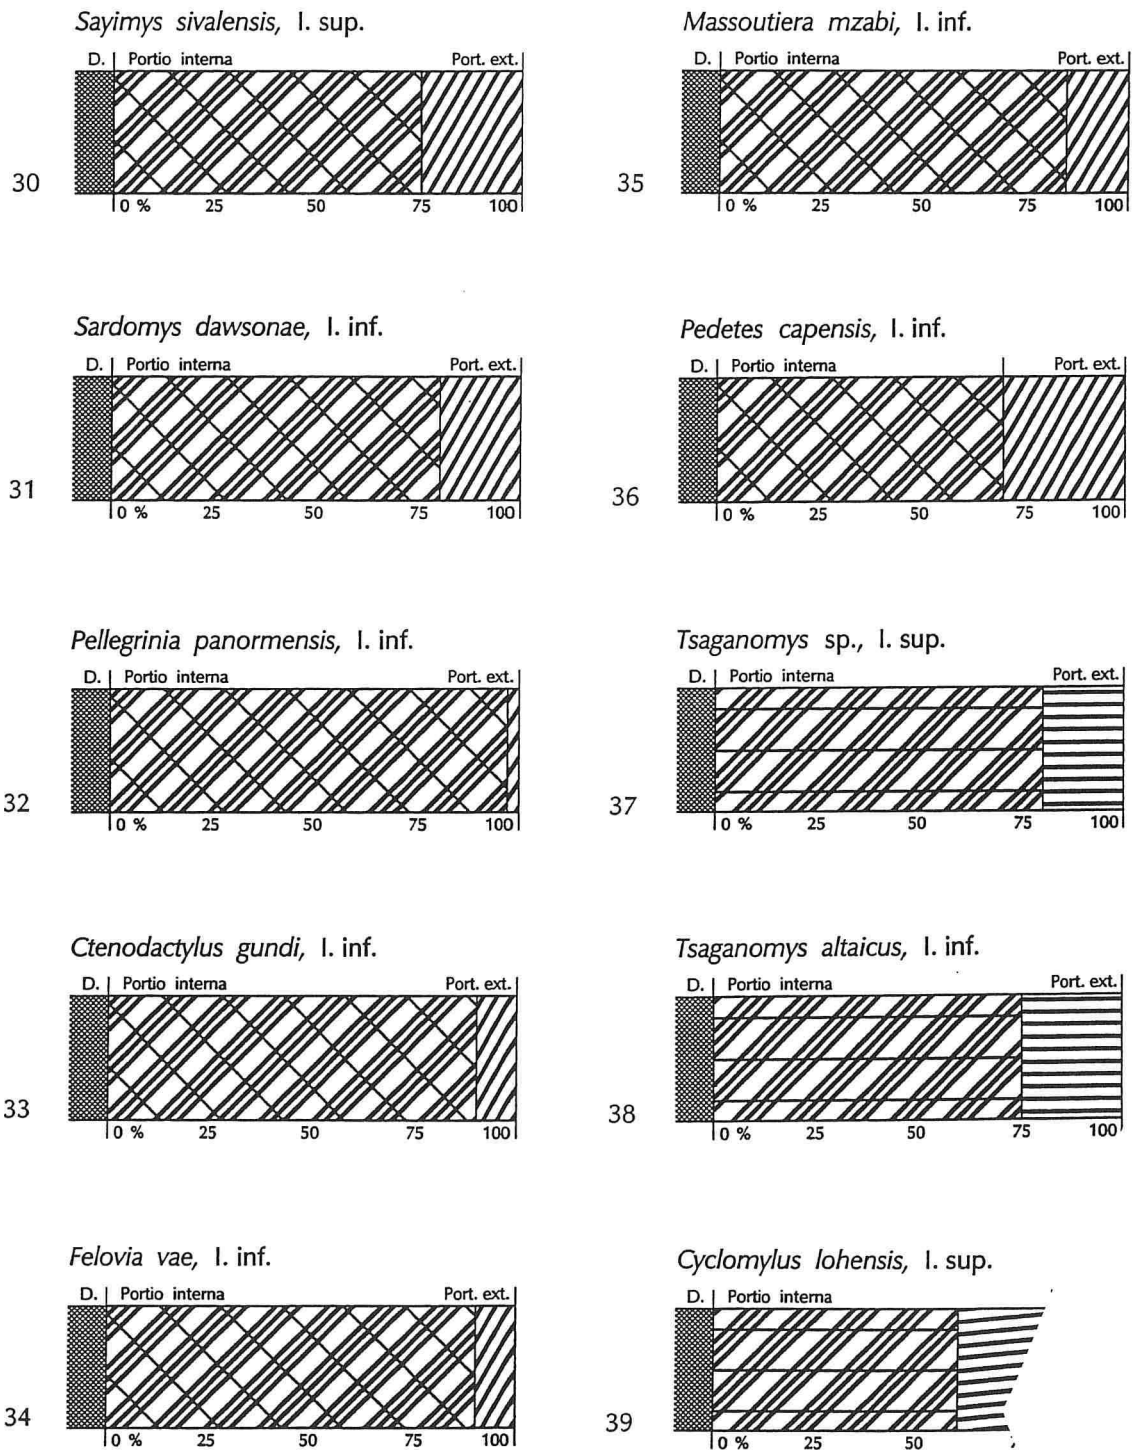 Sayimys sivalensis, I. sup.
D. Portio interna Port. ext.
30
0 % 25 50 75 100
Sardomys dawsonae, I. inf.
D. Portio interna Port. ext.
31
0 % 25 50 75 100
Pellegrinia panormensis, I. inf.
D. Portio interna Port. ext.
32
0 % 25 50 75 100
Ctenodactylus gundi, I. inf.
D. Portio interna Port. ext.
33
0 % 25 50 75 100
Felovia vae, I. inf.
D. Portio interna Port. ext.
34
0 % 25 50 75 100
Massoutiera mzabi, I. inf.
D. Portio interna Port. ext.
35
0 % 25 50 75 100
Pedetes capensis, I. inf.
D. Portio interna Port. ext.
36
0 % 25 50 75 100
Tsaganomys sp., I. sup.
D. Portio interna Port. ext.
37
0 % 25 50 75 100
Tsaganomys altaicus, I. inf.
D. Portio interna Port. ext.
38
0 % 25 50 75 100
Cyclomylus lohensis, I. sup.
D. Portio interna
39
0 % 25 50